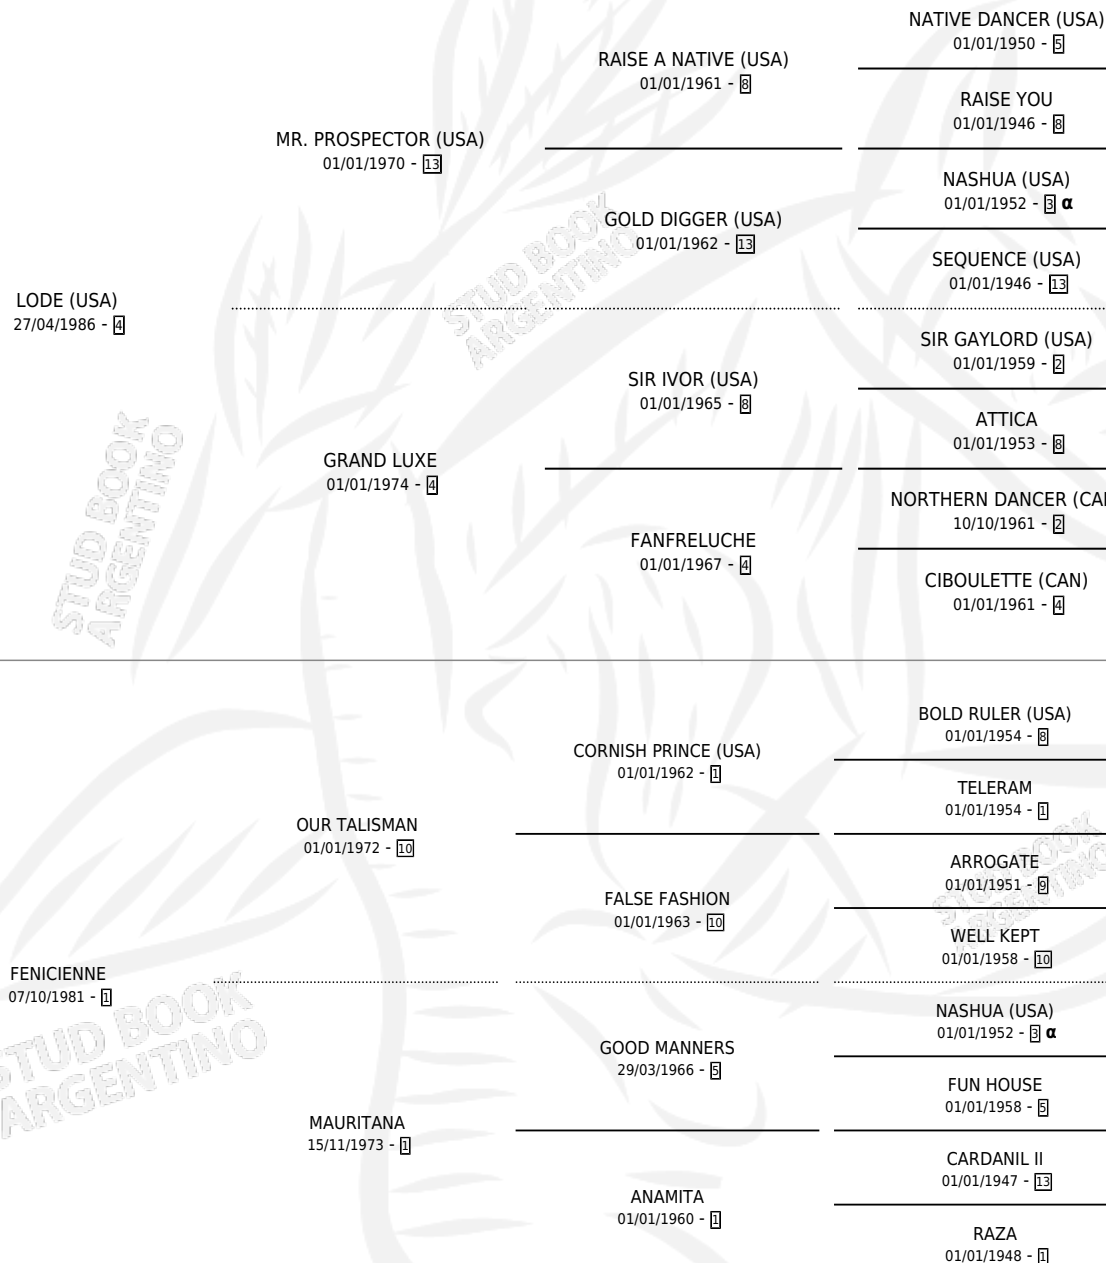 NATIVE DANCER (USA)
01/01/1950 - 5
RAISE A NATIVE (USA)
01/01/1961 - 8
RAISE YOU
01/01/1946 - 8
MR. PROSPECTOR (USA)
01/01/1970 - 13
NASHUA (USA)
01/01/1952 - 3 α
GOLD DIGGER (USA)
01/01/1962 - 13
SEQUENCE (USA)
01/01/1946 - 13
LODE (USA)
27/04/1986 - 4
SIR GAYLORD (USA)
01/01/1959 - 2
SIR IVOR (USA)
01/01/1965 - 8
ATTICA
01/01/1953 - 8
GRAND LUXE
01/01/1974 - 4
NORTHERN DANCER (CA
10/10/1961 - 2
FANFRELUCHE
01/01/1967 - 4
CIBOULETTE (CAN)
01/01/1961 - 4
BOLD RULER (USA)
01/01/1954 - 8
CORNISH PRINCE (USA)
01/01/1962 - 1
TELERAM
01/01/1954 - 1
OUR TALISMAN
01/01/1972 - 10
ARROGATE
01/01/1951 - 9
FALSE FASHION
01/01/1963 - 10
WELL KEPT
01/01/1958 - 10
FENICIENNE
07/10/1981 - 1
NASHUA (USA)
01/01/1952 - 3 α
GOOD MANNERS
29/03/1966 - 5
FUN HOUSE
01/01/1958 - 5
MAURITANA
15/11/1973 - 1
CARDANIL II
01/01/1947 - 13
ANAMITA
01/01/1960 - 1
RAZA
01/01/1948 - 1
STUD BOOK
ARGENTINO
STUD BOOK
ARGENTINO
STUD BOOK
ARGENTINO
STUD BOOK
ARGENTINO